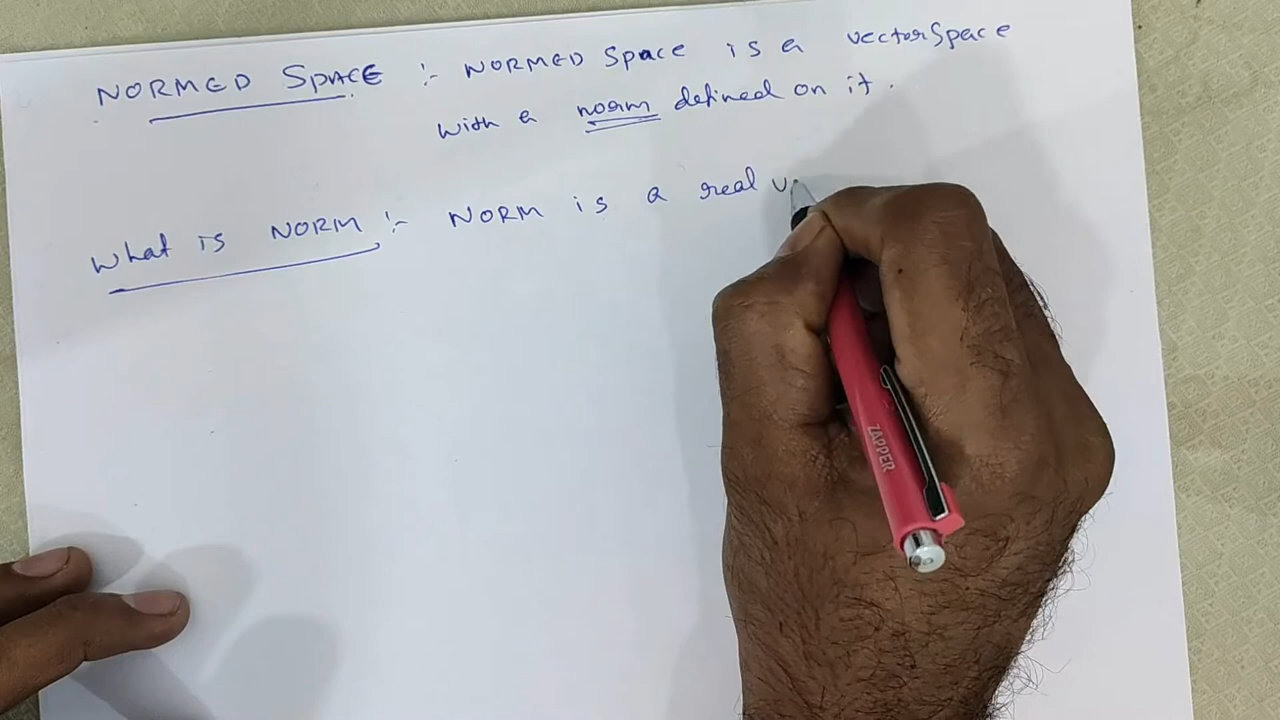 NORMED SPACE :- NORMED Space is a vectorSpace
with a norm defined on it.
What is NORM :- NORM is a real v
ZAPPER